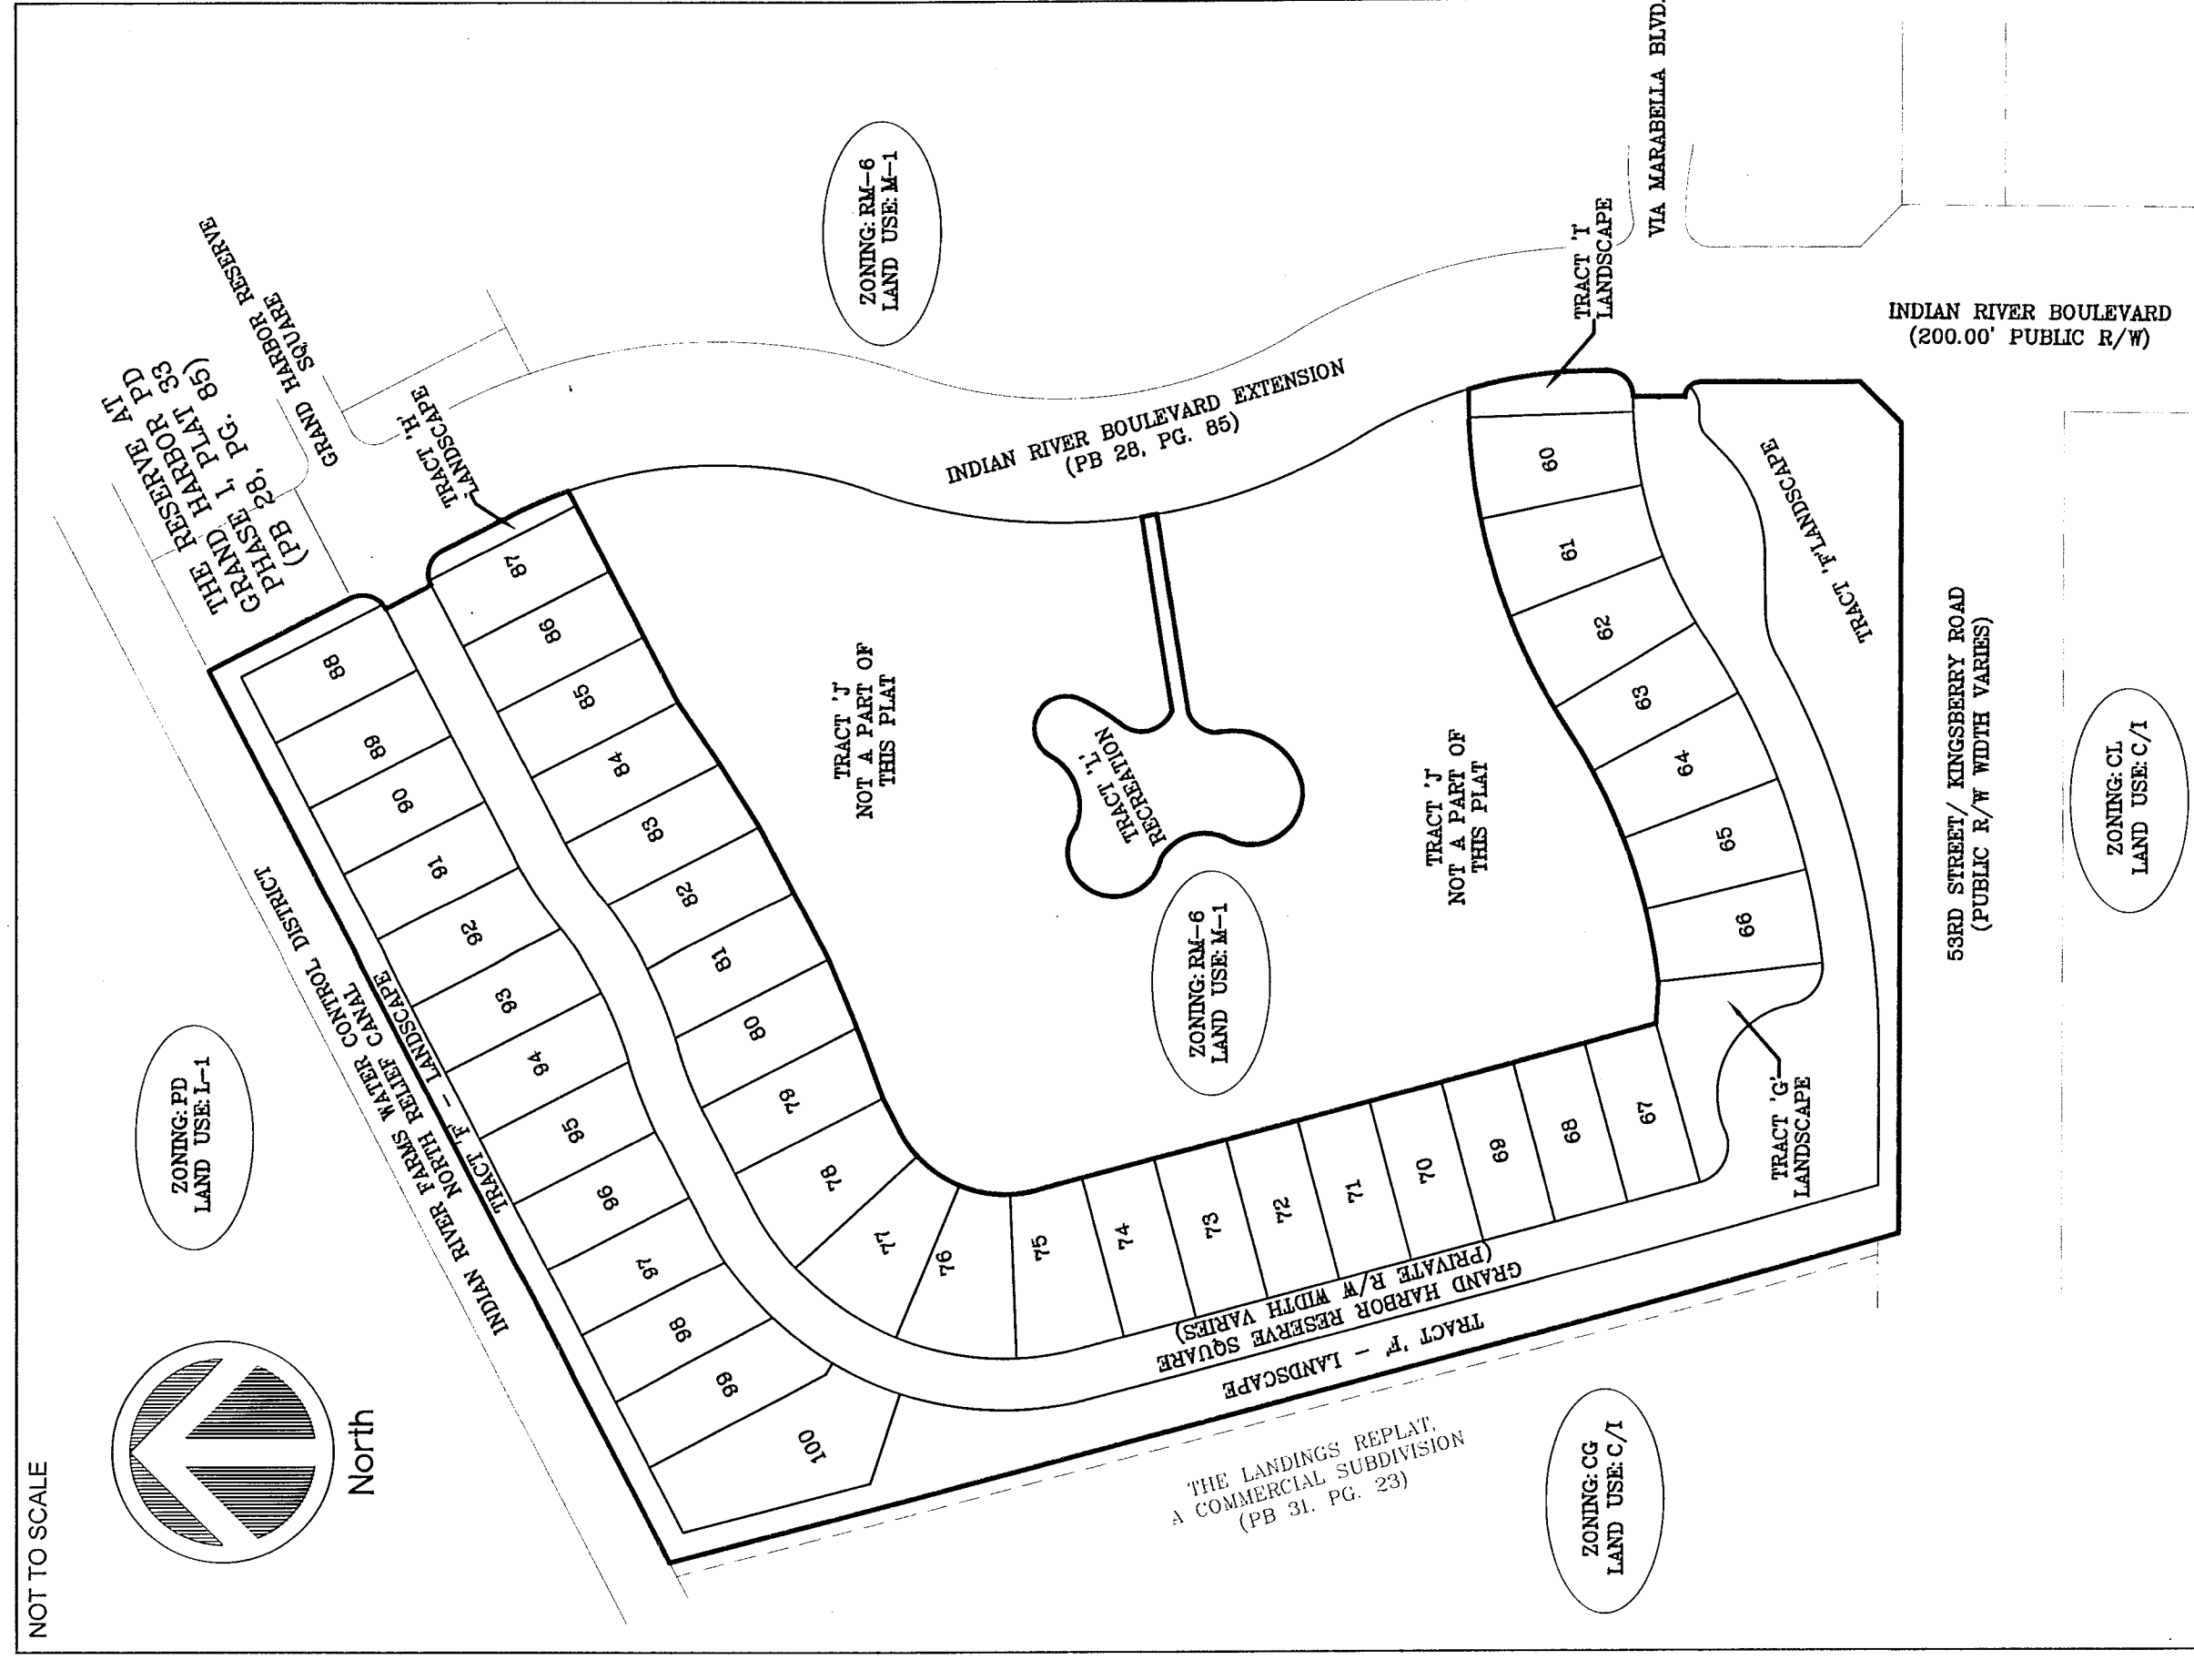 NOT TO SCALE
North
ZONING: PD
LAND USE: L-1
INDIAN RIVER FARMS WATER CONTROL DISTRICT
NORTH RELIEF CANAL
TRACT 'F' - LANDSCAPE
THE RESERVE AT
GRAND HARBOR PD
PHASE 1, PLAT 33
(PB 28, PG. 85)
GRAND HARBOR RESERVE
SQUARE
TRACT 'H'
LANDSCAPE
88
89
90
91
92
93
94
95
96
97
98
99
100
87
86
85
84
83
82
81
80
79
78
77
76
75
74
73
72
71
70
69
68
67
ZONING: RM-6
LAND USE: M-1
INDIAN RIVER BOULEVARD EXTENSION
(PB 28, PG. 85)
TRACT 'J'
NOT A PART OF
THIS PLAT
TRACT 'L'
RECREATION
ZONING: RM-6
LAND USE: M-1
TRACT 'J'
NOT A PART OF
THIS PLAT
GRAND HARBOR RESERVE SQUARE
(PRIVATE R/W WIDTH VARIES)
TRACT 'F' - LANDSCAPE
THE LANDINGS REPLAT,
A COMMERCIAL SUBDIVISION
(PB 31, PG. 23)
ZONING: CG
LAND USE: C/I
60
61
62
63
64
65
66
TRACT 'G'
LANDSCAPE
LANDSCAPE
VIA MARABELLA BLVD.
TRACT 'F' LANDSCAPE
INDIAN RIVER BOULEVARD
(200.00' PUBLIC R/W)
53RD STREET/ KINGSBERRY ROAD
(PUBLIC R/W WIDTH VARIES)
ZONING: CL
LAND USE: C/I